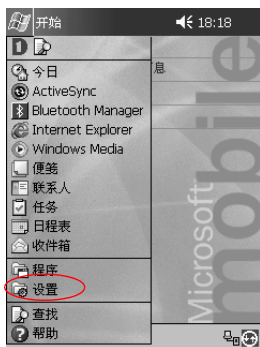 开始 18:18
今日
息
ActiveSync
Bluetooth Manager
Internet Explorer
Windows Media
便笺
联系人
任务
日程表
收件箱
程序
设置
查找
帮助
Microsoft
mobile